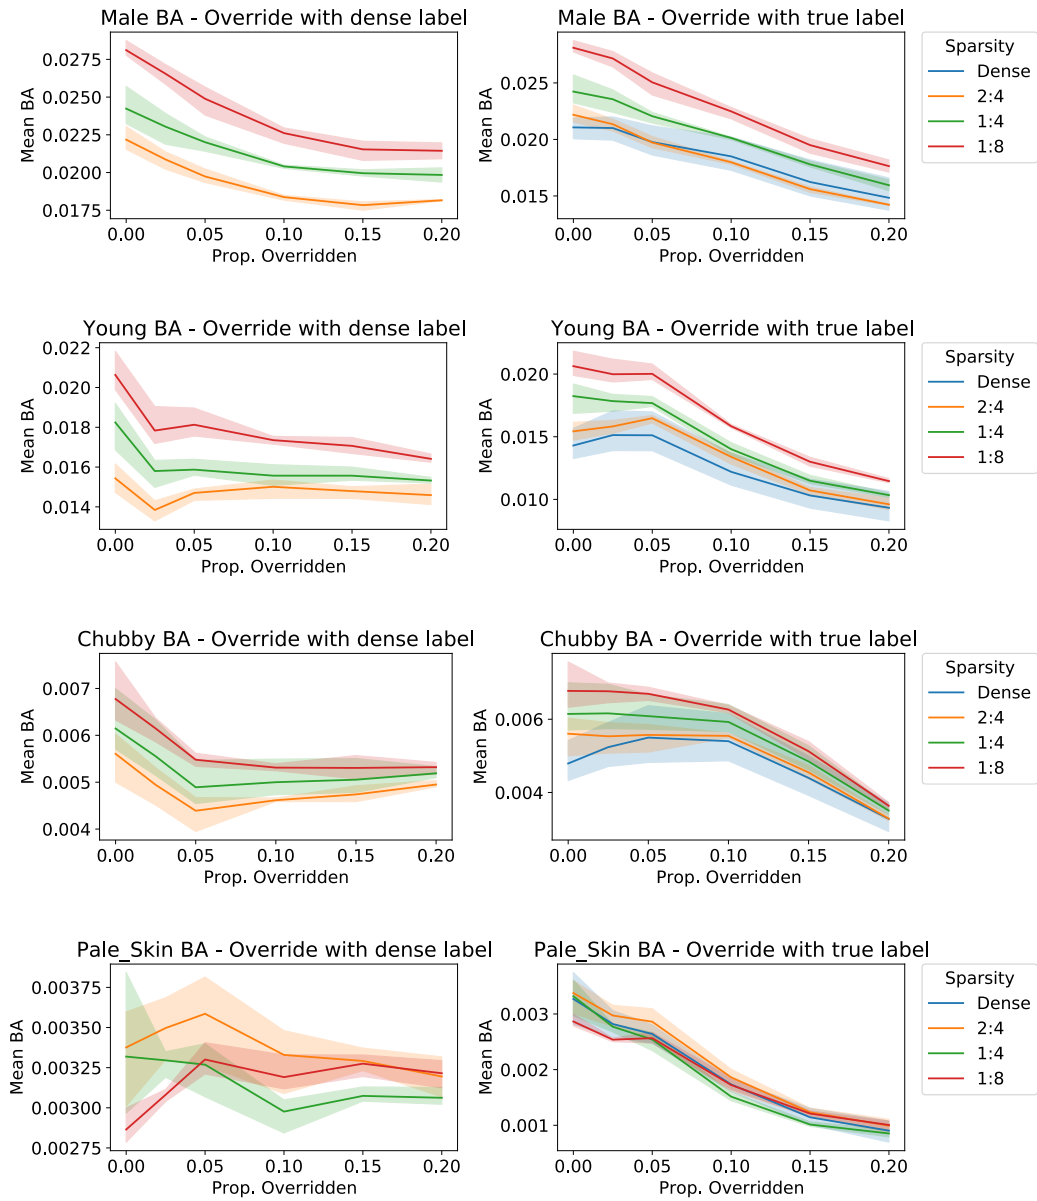 Male BA - Override with dense label
Mean BA
0.0275
0.0250
0.0225
0.0200
0.0175
0.00 0.05 0.10 0.15 0.20
Prop. Overridden
Male BA - Override with true label
Mean BA
0.025
0.020
0.015
0.00 0.05 0.10 0.15 0.20
Prop. Overridden
Sparsity
Dense
2:4
1:4
1:8
Young BA - Override with dense label
Mean BA
0.022
0.020
0.018
0.016
0.014
0.00 0.05 0.10 0.15 0.20
Prop. Overridden
Young BA - Override with true label
Mean BA
0.020
0.015
0.010
0.00 0.05 0.10 0.15 0.20
Prop. Overridden
Sparsity
Dense
2:4
1:4
1:8
Chubby BA - Override with dense label
Mean BA
0.007
0.006
0.005
0.004
0.00 0.05 0.10 0.15 0.20
Prop. Overridden
Chubby BA - Override with true label
Mean BA
0.006
0.004
0.00 0.05 0.10 0.15 0.20
Prop. Overridden
Sparsity
Dense
2:4
1:4
1:8
Pale_Skin BA - Override with dense label
Mean BA
0.00375
0.00350
0.00325
0.00300
0.00275
0.00 0.05 0.10 0.15 0.20
Prop. Overridden
Pale_Skin BA - Override with true label
Mean BA
0.003
0.002
0.001
0.00 0.05 0.10 0.15 0.20
Prop. Overridden
Sparsity
Dense
2:4
1:4
1:8